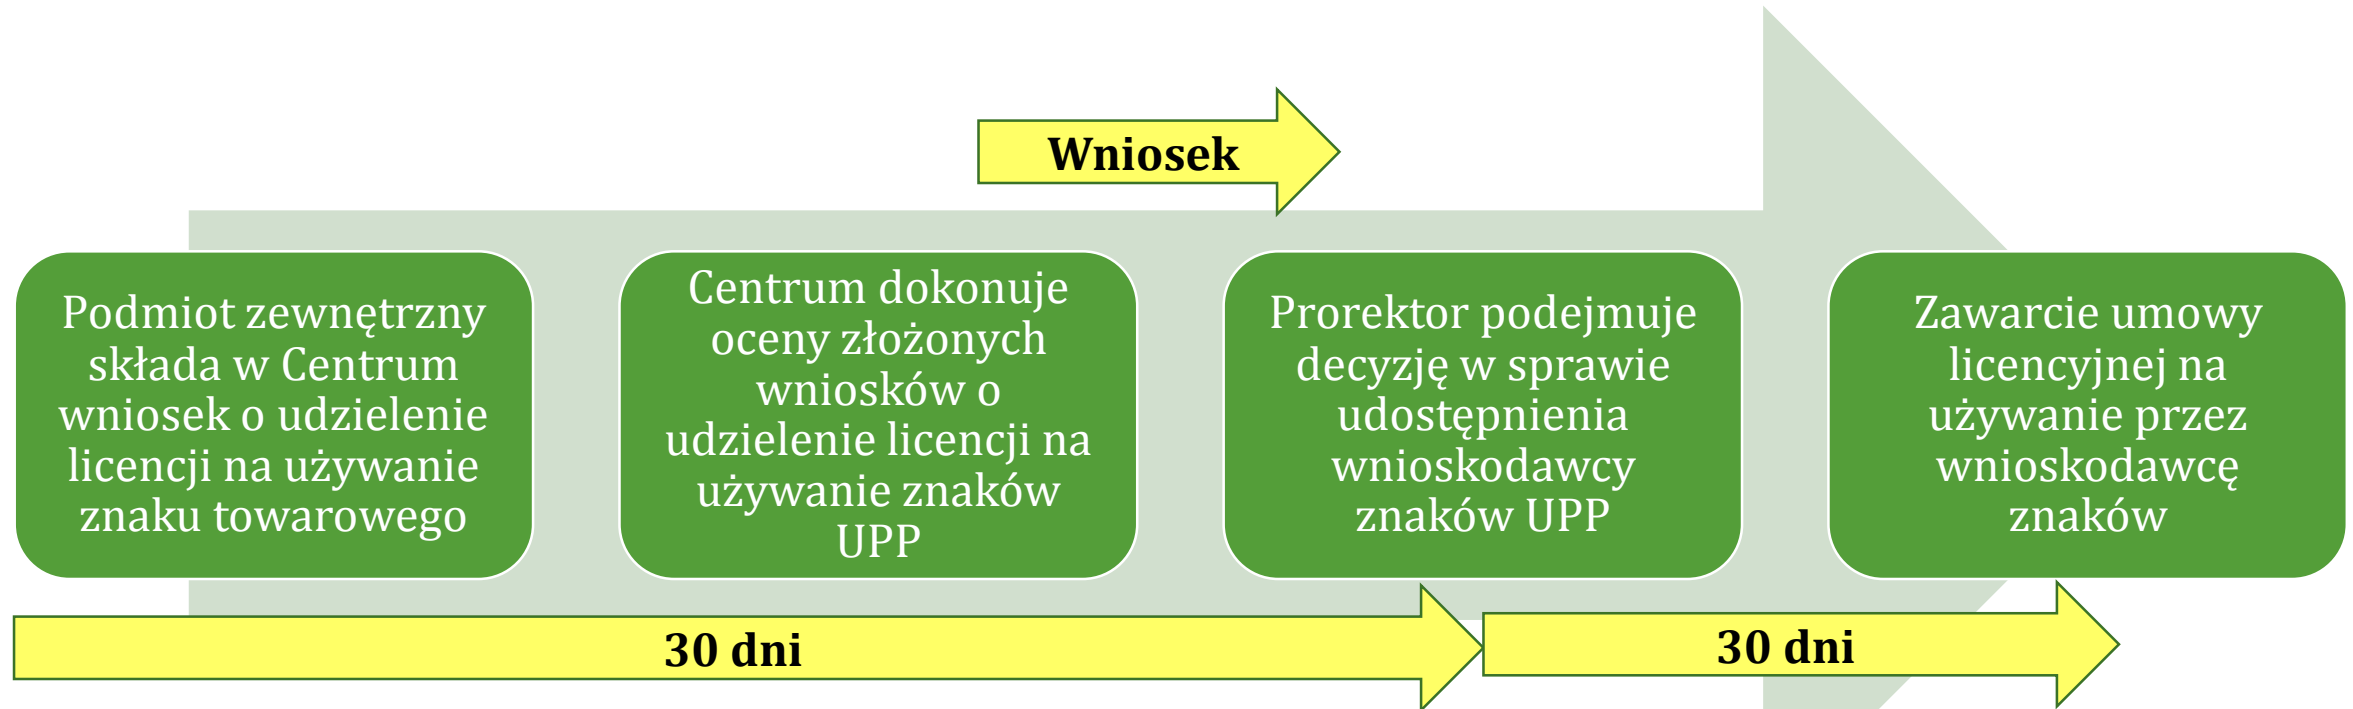 Wniosek
Podmiot zewnętrzny
składa w Centrum
wniosek o udzielenie
licencji na używanie
znaku towarowego
Centrum dokonuje
oceny złożonych
wniosków o
udzielenie licencji na
używanie znaków
UPP
Prorektor podejmuje
decyzję w sprawie
udostępnienia
wnioskodawcy
znaków UPP
Zawarcie umowy
licencyjnej na
używanie przez
wnioskodawcę
znaków
30 dni
30 dni